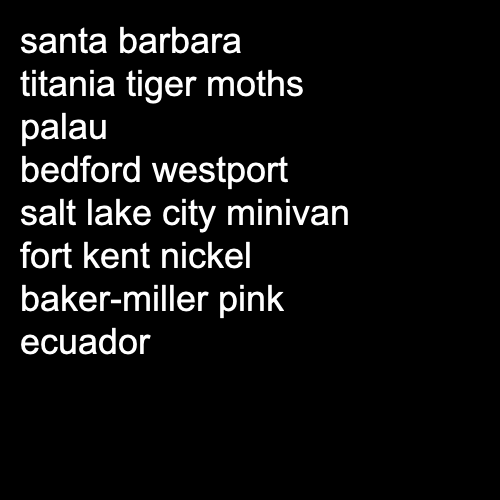 santa barbara
titania tiger moths
palau
bedford westport
salt lake city minivan
fort kent nickel
baker-miller pink
ecuador